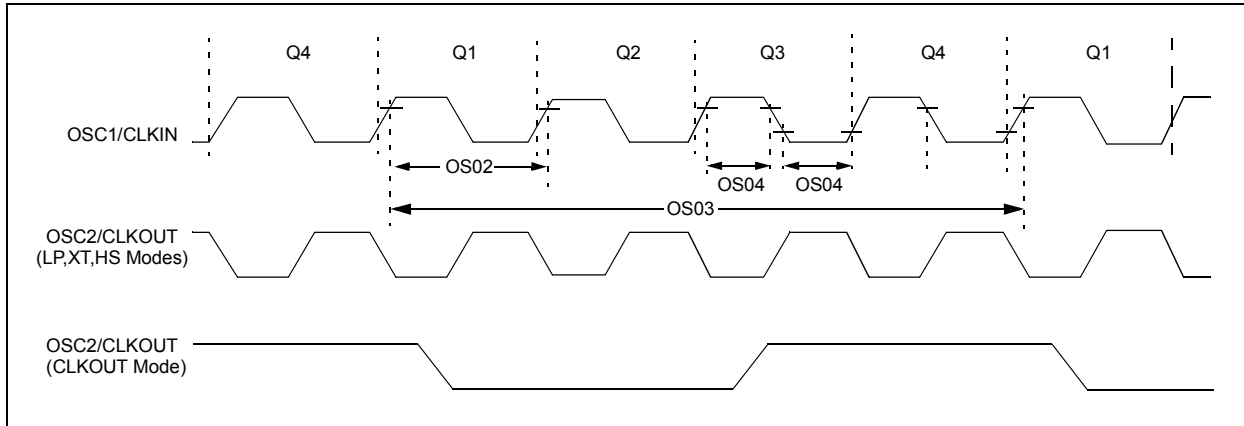 Q4 Q1 Q2 Q3 Q4 Q1
OSC1/CLKIN
OS02
OS04 OS04
OS03
OSC2/CLKOUT
(LP,XT,HS Modes)
OSC2/CLKOUT
(CLKOUT Mode)